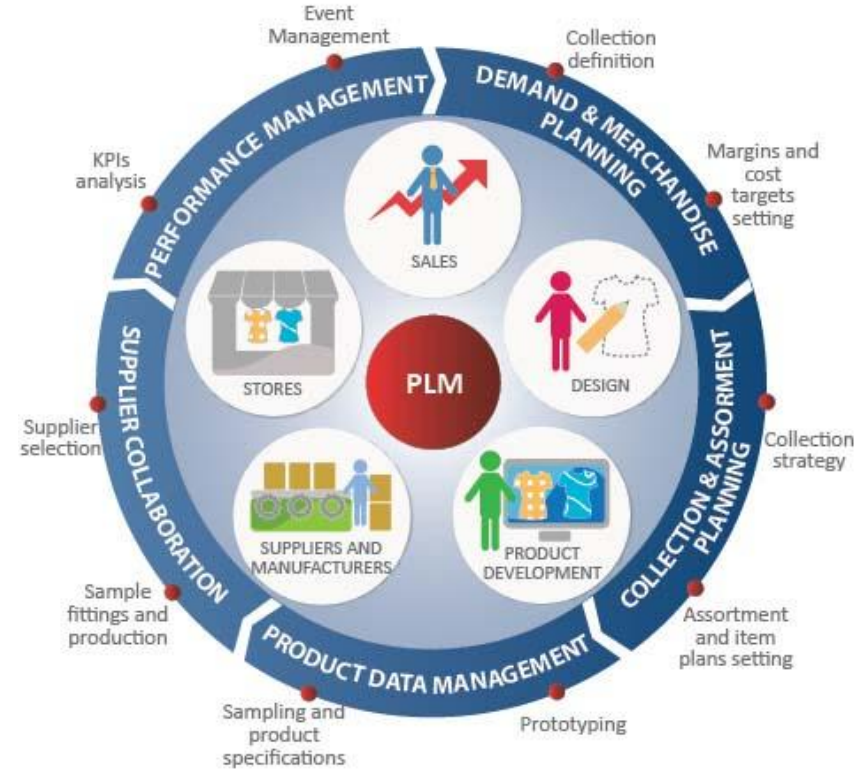 Event
Management
Collection
definition
KPIs
analysis
Margins and
cost
targets
setting
PERFORMANCE MANAGEMENT
DEMAND & MERCHANDISE
PLANNING
SALES
STORES
PLM
DESIGN
SUPPLIER COLLABORATION
COLLECTION & ASSORMENT
PLANNING
Supplier
selection
Collection
strategy
SUPPLIERS AND
MANUFACTURERS
PRODUCT
DEVELOPMENT
Sample
fittings and
production
Assortment
and item
plans setting
PRODUCT DATA MANAGEMENT
Sampling and
product
specifications
Prototyping